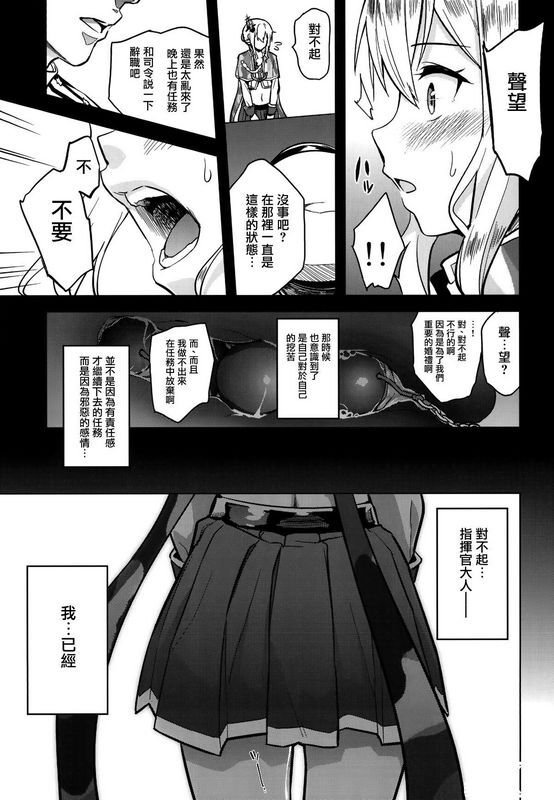 聲望
!!
對不起
沒事吧?
在那裡一直是
這樣的狀態…
果然
還是太亂來了
晚上也有任務
和司令説一下
辭職吧
不
不要
聲…望?
…!
對、對不起
不行的啊
因為是為了我們
重要的婚禮啊
那時候
也意識到了
是自己對於自己
的挖苦
而、而且
我做不出來
在任務中放棄啊
並不是因為有責任感
才繼續下去的任務
而是因為邪惡的感情…
對不起…
指揮官大人——
我…已經